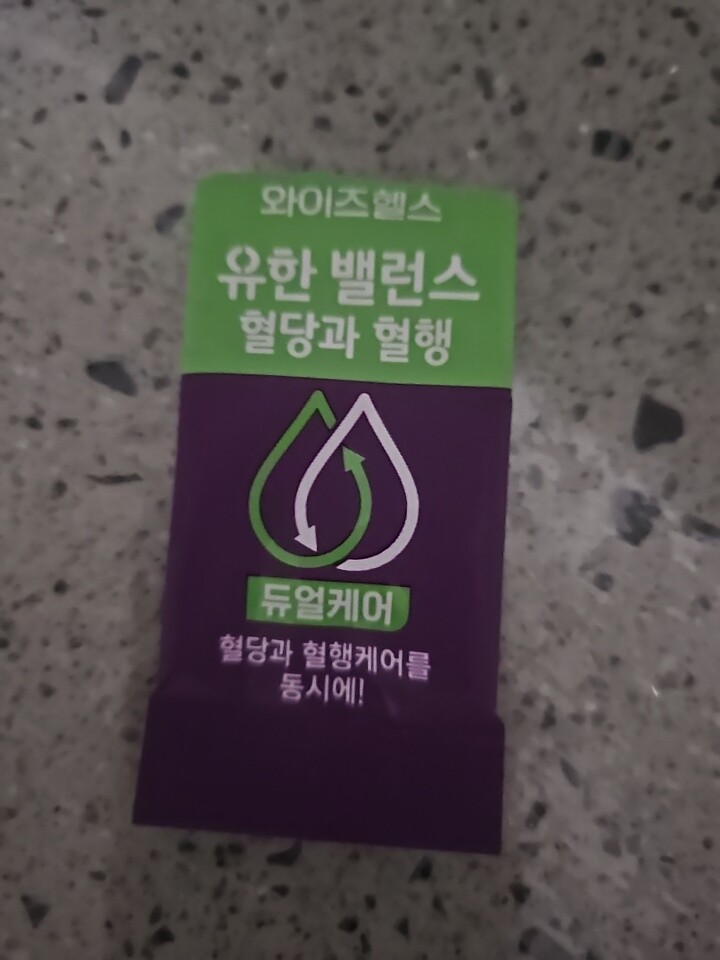 와이즈헬스
유한 밸런스
혈당과 혈행
듀얼케어
혈당과 혈행케어를
동시에!